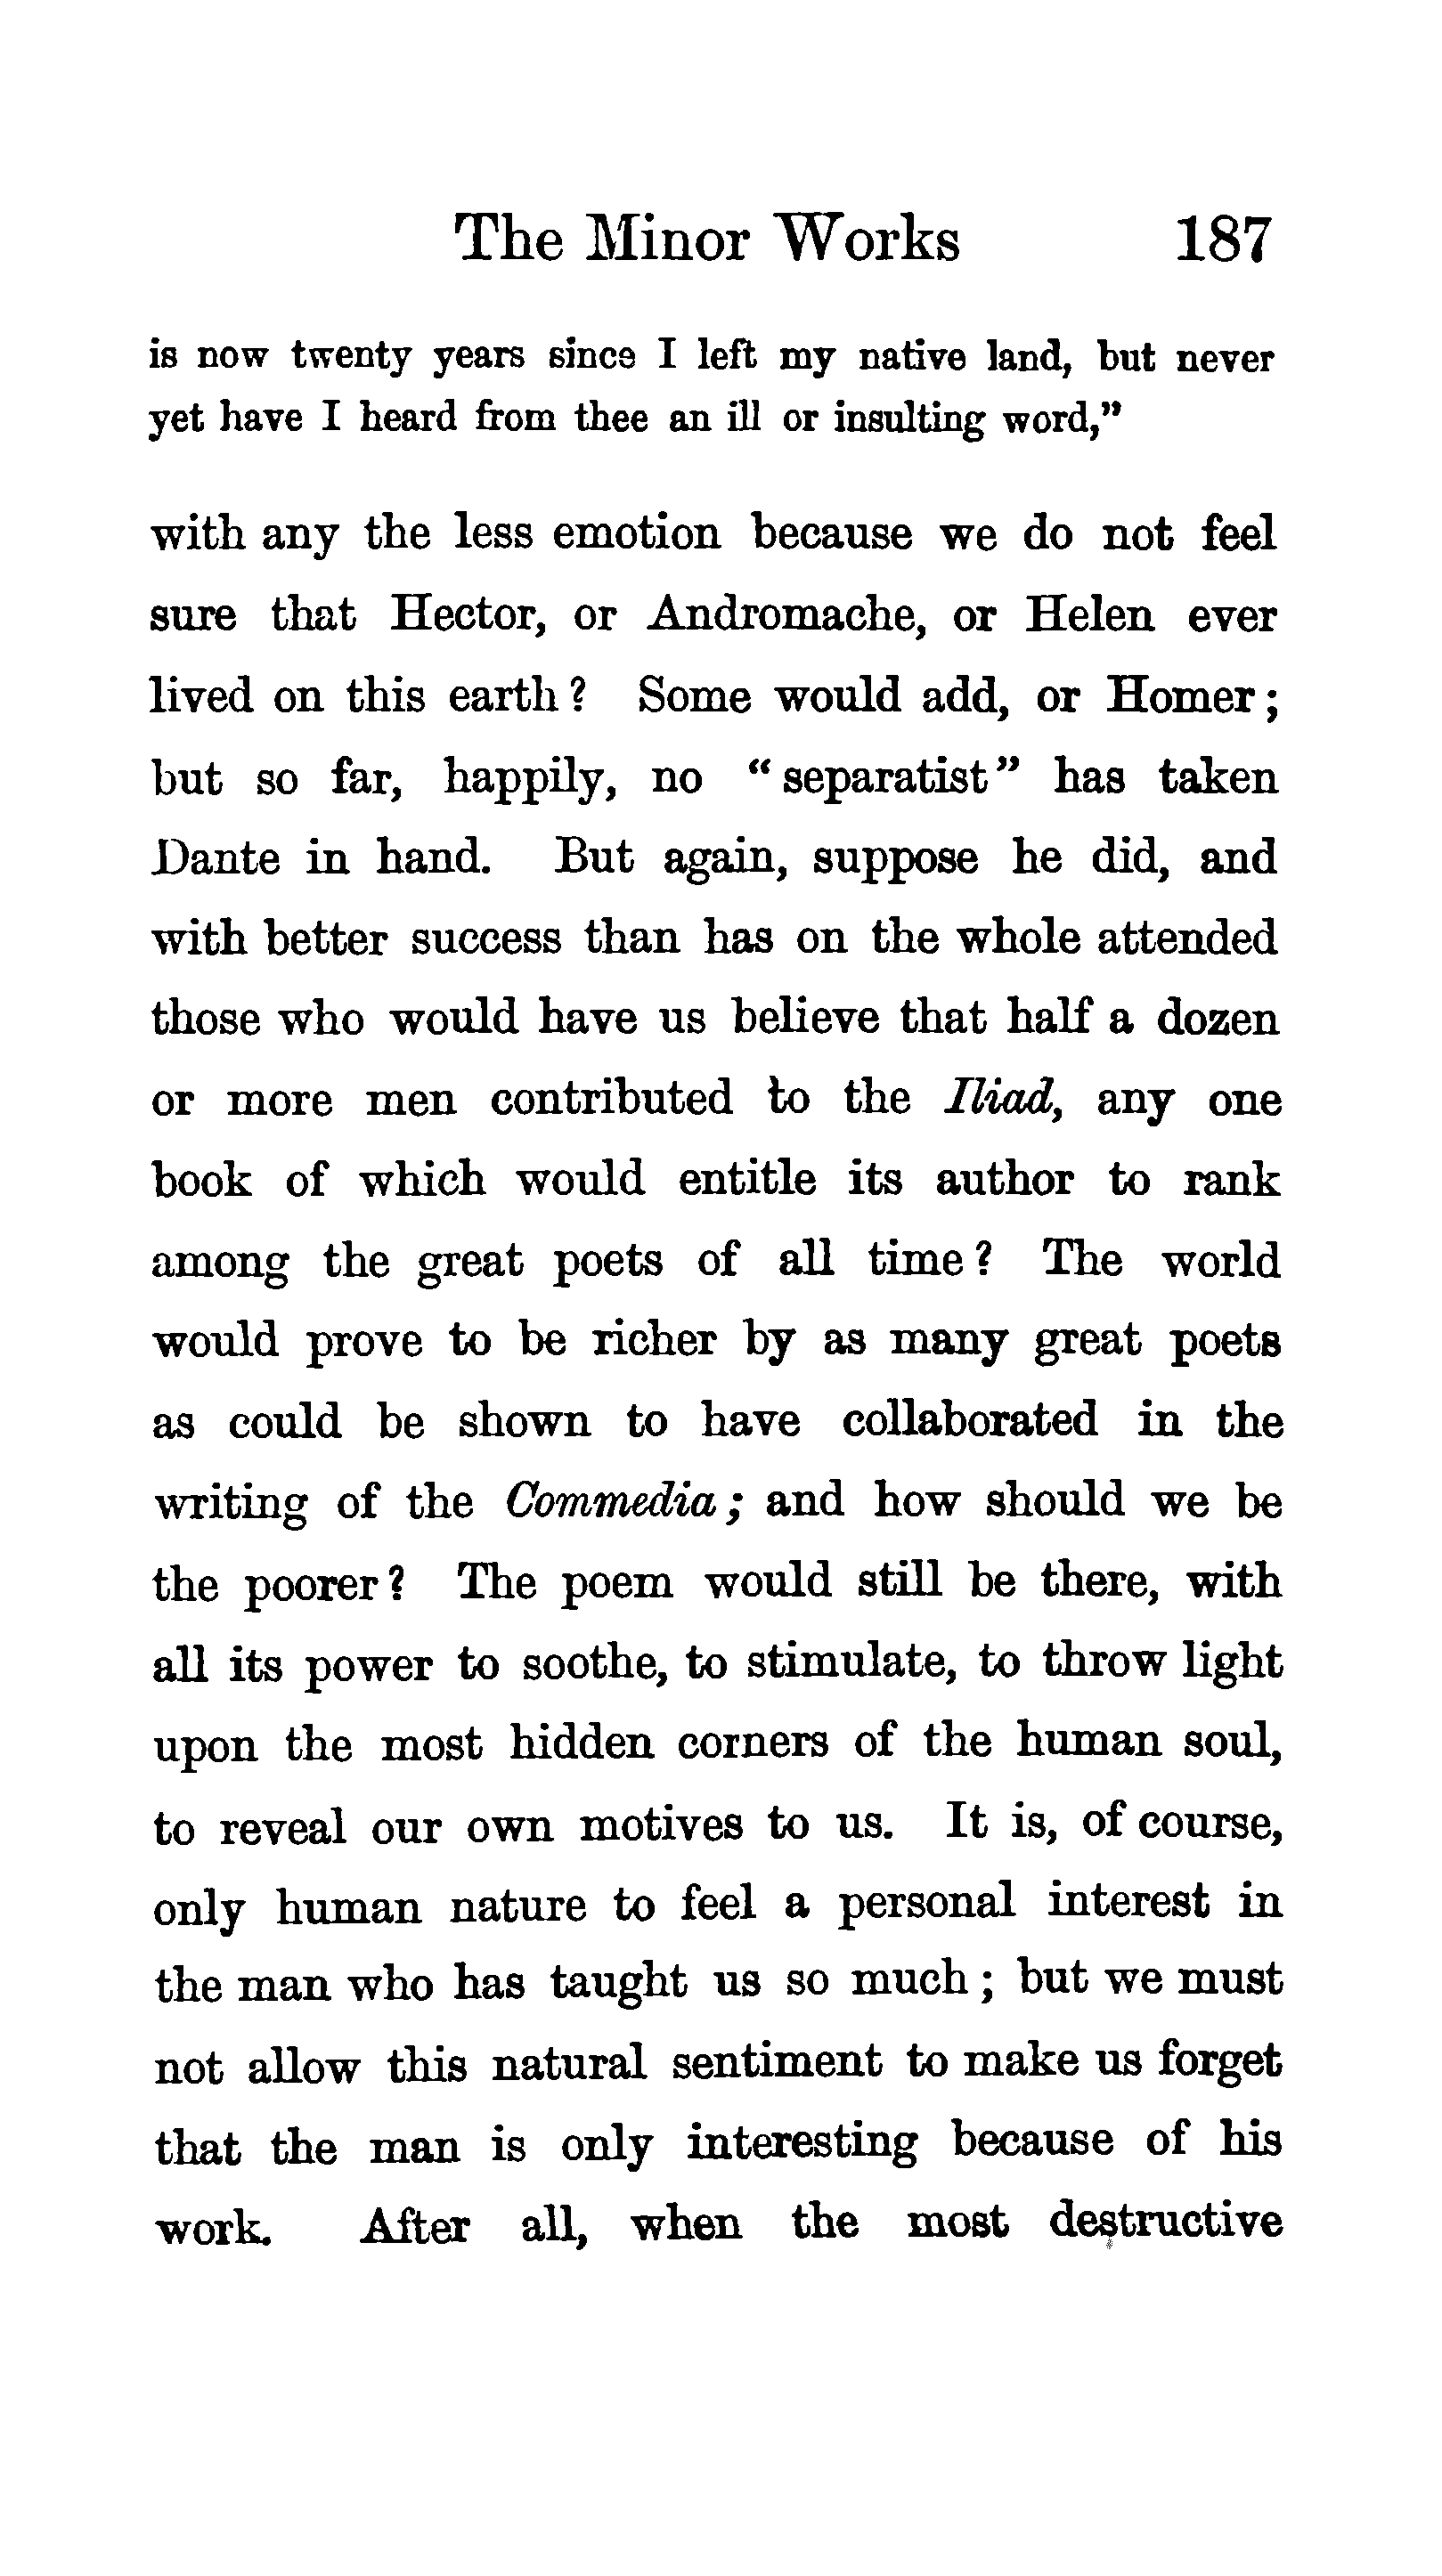 The Minor Works 187
is now twenty years since I left my native land, but never
yet have I heard from thee an ill or insulting word,”
with any the less emotion because we do not feel
sure that Hector, or Andromache, or Helen ever
lived on this earth? Some would add, or Homer;
but so far, happily, no “separatist” has taken
Dante in hand. But again, suppose he did, and
with better success than has on the whole attended
those who would have us believe that half a dozen
or more men contributed to the Iliad, any one
book of which would entitle its author to rank
among the great poets of all time? The world
would prove to be richer by as many great poets
as could be shown to have collaborated in the
writing of the Commedia; and how should we be
the poorer? The poem would still be there, with
all its power to soothe, to stimulate, to throw light
upon the most hidden corners of the human soul,
to reveal our own motives to us. It is, of course,
only human nature to feel a personal interest in
the man who has taught us so much; but we must
not allow this natural sentiment to make us forget
that the man is only interesting because of his
work. After all, when the most destructive